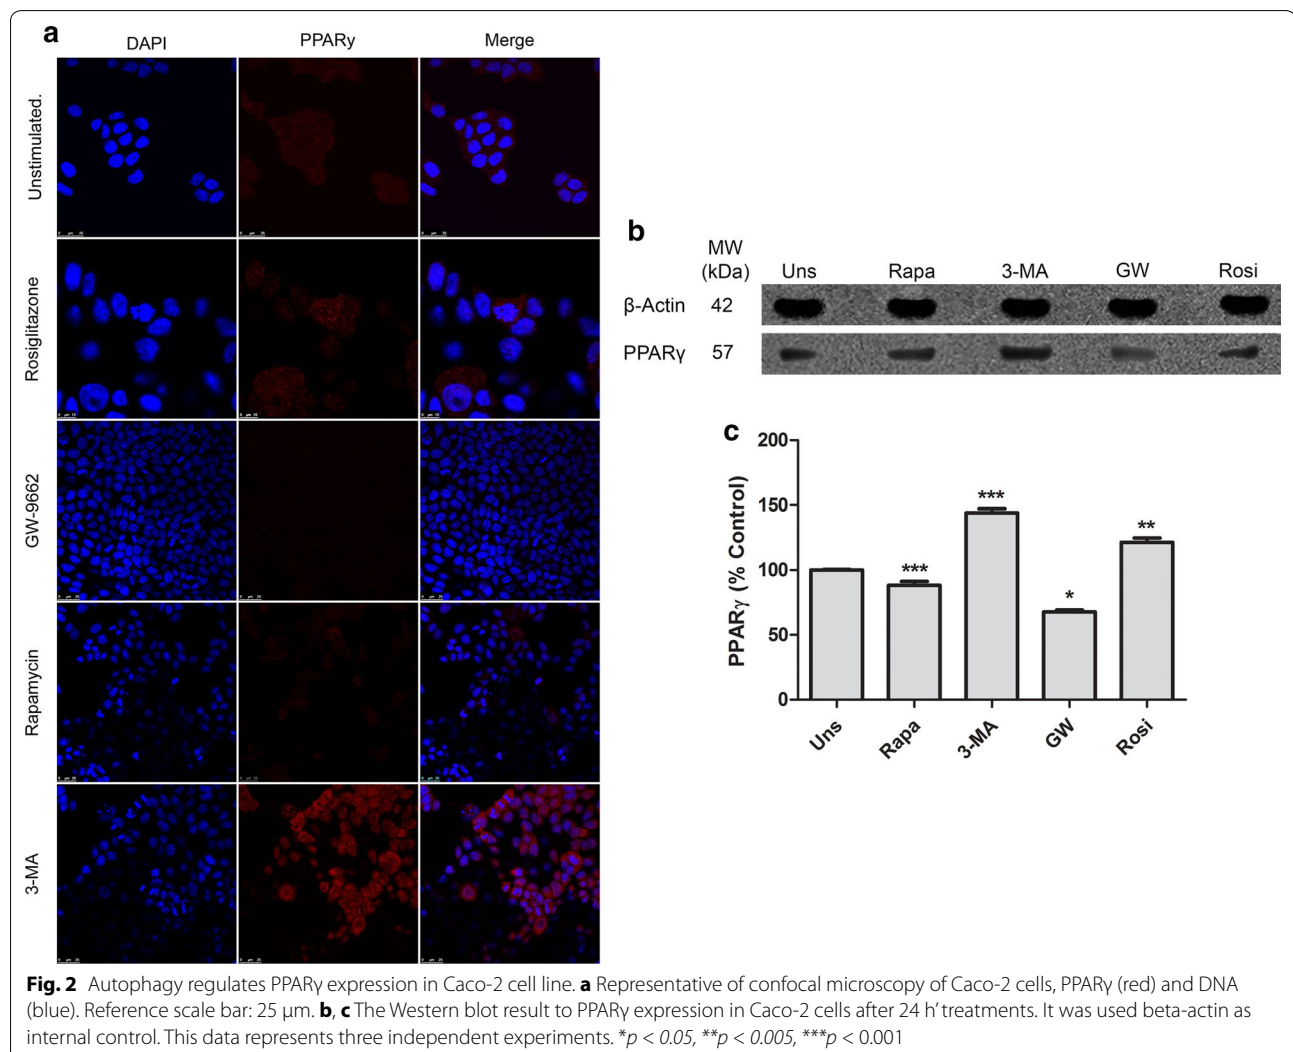 a
DAPI PPARγ Merge
Unstimulated.
Rosiglitazone
GW-9662
Rapamycin
3-MA
b
MW
(kDa) Uns Rapa 3-MA GW Rosi
β-Actin 42
PPARγ 57
c
PPARγ (% Control)
200
150
100
50
0
***
***
*
**
Uns Rapa 3-MA GW Rosi
Fig. 2 Autophagy regulates PPARγ expression in Caco-2 cell line. a Representative of confocal microscopy of Caco-2 cells, PPARγ (red) and DNA
(blue). Reference scale bar: 25 μm. b, c The Western blot result to PPARγ expression in Caco-2 cells after 24 h' treatments. It was used beta-actin as
internal control. This data represents three independent experiments. *p < 0.05, **p < 0.005, ***p < 0.001